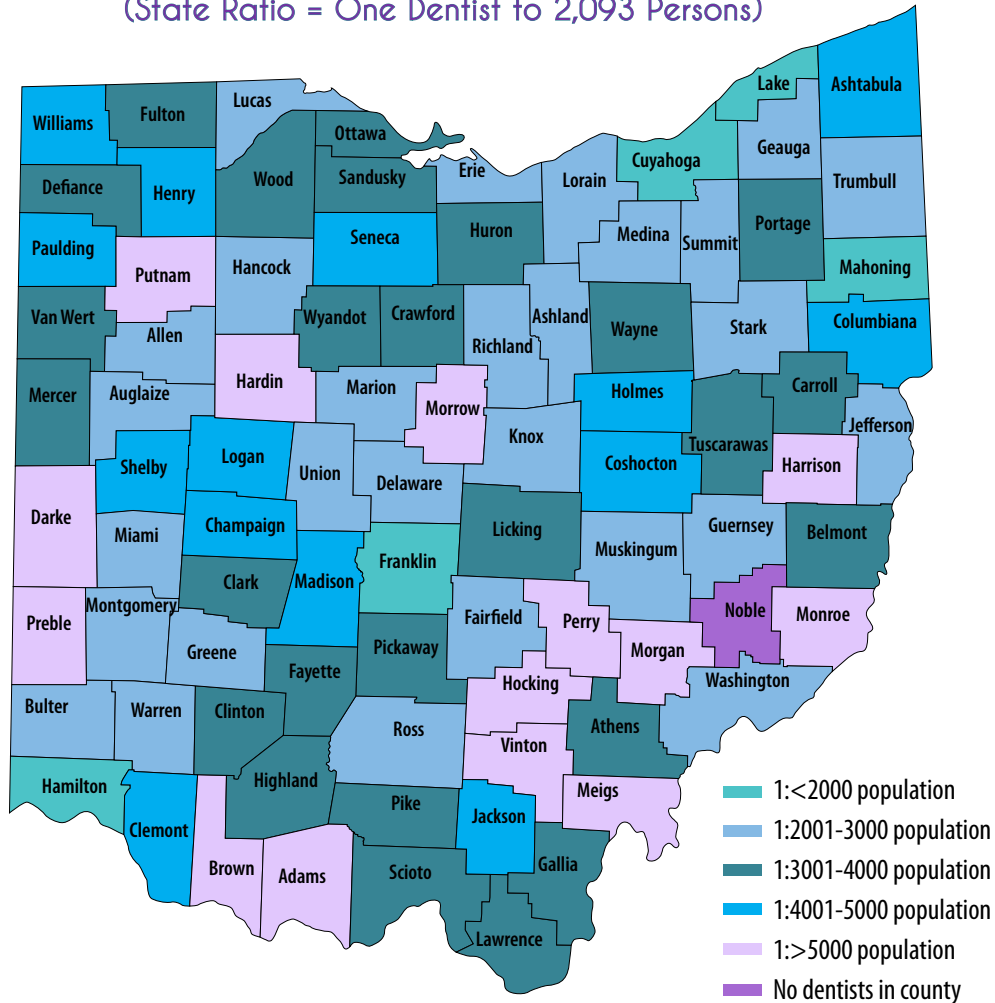 (State Ratio = One Dentist to 2,093 Persons)
Lake
Ashtabula
Lucas
Williams
Fulton
Ottawa
Geauga
Cuyahoga
Erie
Lorain
Trumbull
Wood
Sandusky
Defiance
Henry
Portage
Huron
Medina
Summit
Seneca
Paulding
Mahoning
Hancock
Putnam
Van Wert
Wyandot
Crawford
Ashland
Columbiana
Wayne
Stark
Allen
Richland
Hardin
Marion
Carroll
Mercer
Auglaize
Holmes
Morrow
Jefferson
Knox
Tuscarawas
Logan
Shelby
Coshocton
Harrison
Union
Delaware
Darke
Champaign
Guernsey
Licking
Belmont
Miami
Muskingum
Franklin
Clark
Madison
Montgomery
Noble
Monroe
Preble
Fairfield
Perry
Pickaway
Greene
Morgan
Fayette
Washington
Hocking
Bulter
Warren
Clinton
Athens
Ross
Vinton
Highland
Hamilton
Meigs
Pike
Jackson
Clemont
Gallia
Brown
Adams
Scioto
Lawrence
1:<2000 population
1:2001-3000 population
1:3001-4000 population
1:4001-5000 population
1:>5000 population
No dentists in county